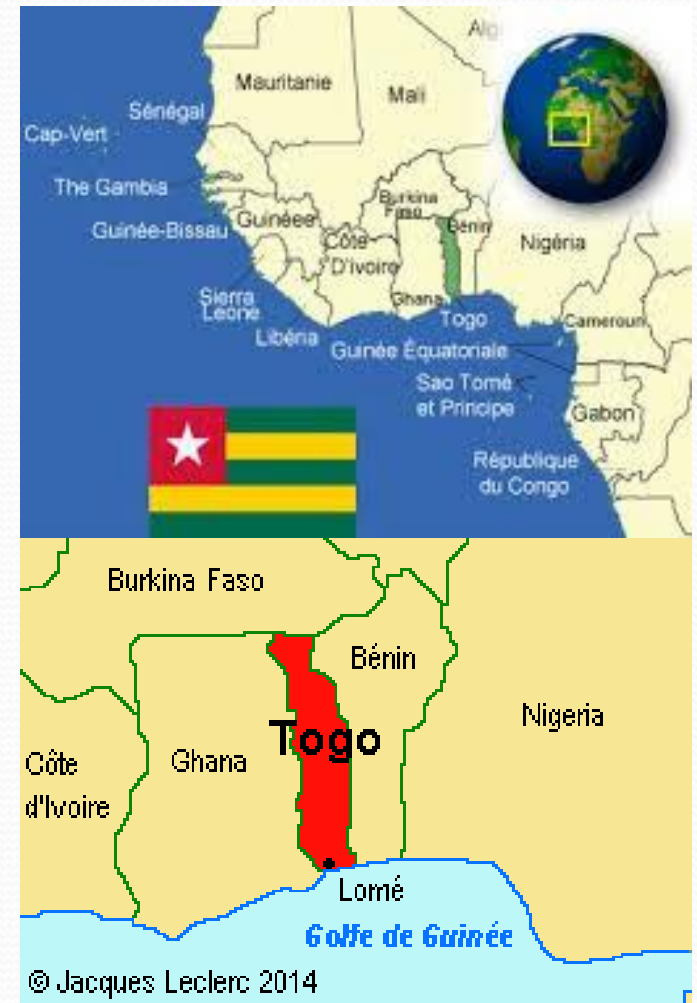 Alg
Mauritanie
Mali
Sénégal
Cap-Vert
The Gambia
Burkina
Faso
Guinéee
Bénin
Guinée-Bissau
Côte
D'ivoire
Nigéria
Sierra
Leone
Ghana
Togo
Cameroun
Libéria
Guinée Équatoriale
Sao Tomé
et Principe
Gabon
République
du Congo
Burkina Faso
Bénin
Nigeria
Togo
Ghana
Côte
d'Ivoire
Lomé
Golfe de Guinée
© Jacques Leclerc 2014